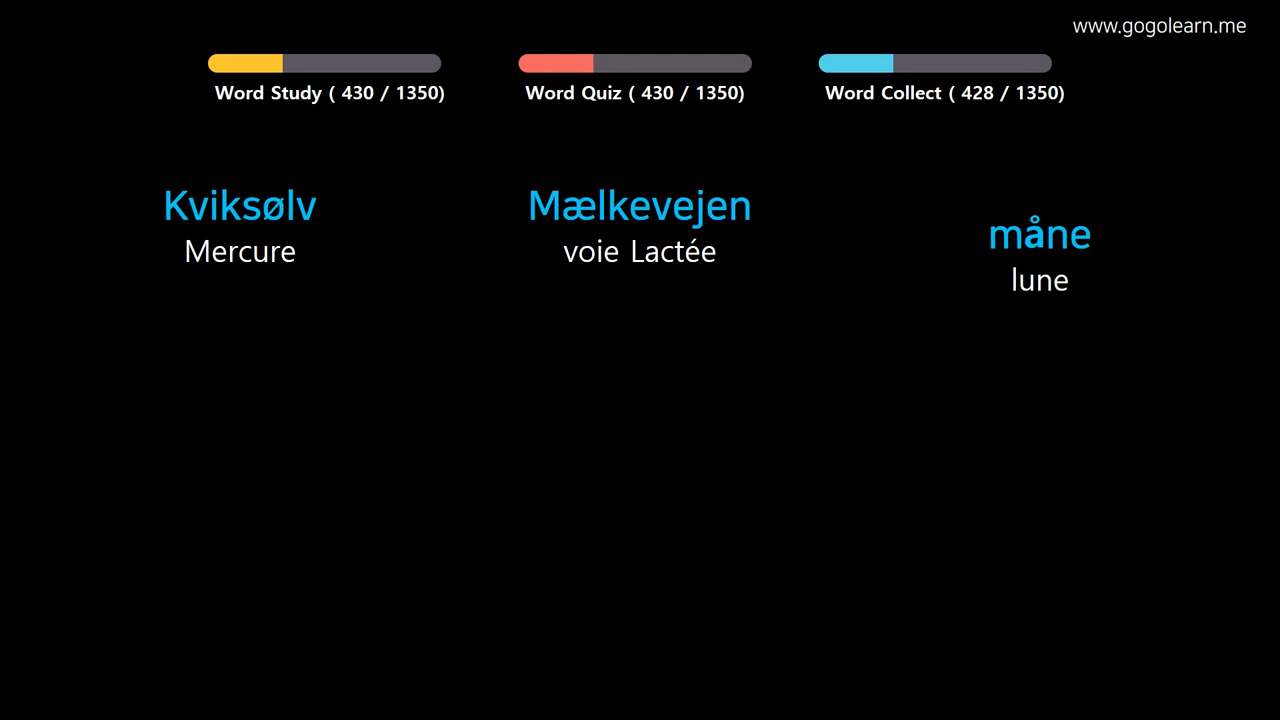 www.gogolearn.me
Word Study ( 430 / 1350)
Word Quiz ( 430 / 1350)
Word Collect ( 428 / 1350)
Kviksølv
Mercure
Mælkevejen
voie Lactée
måne
lune